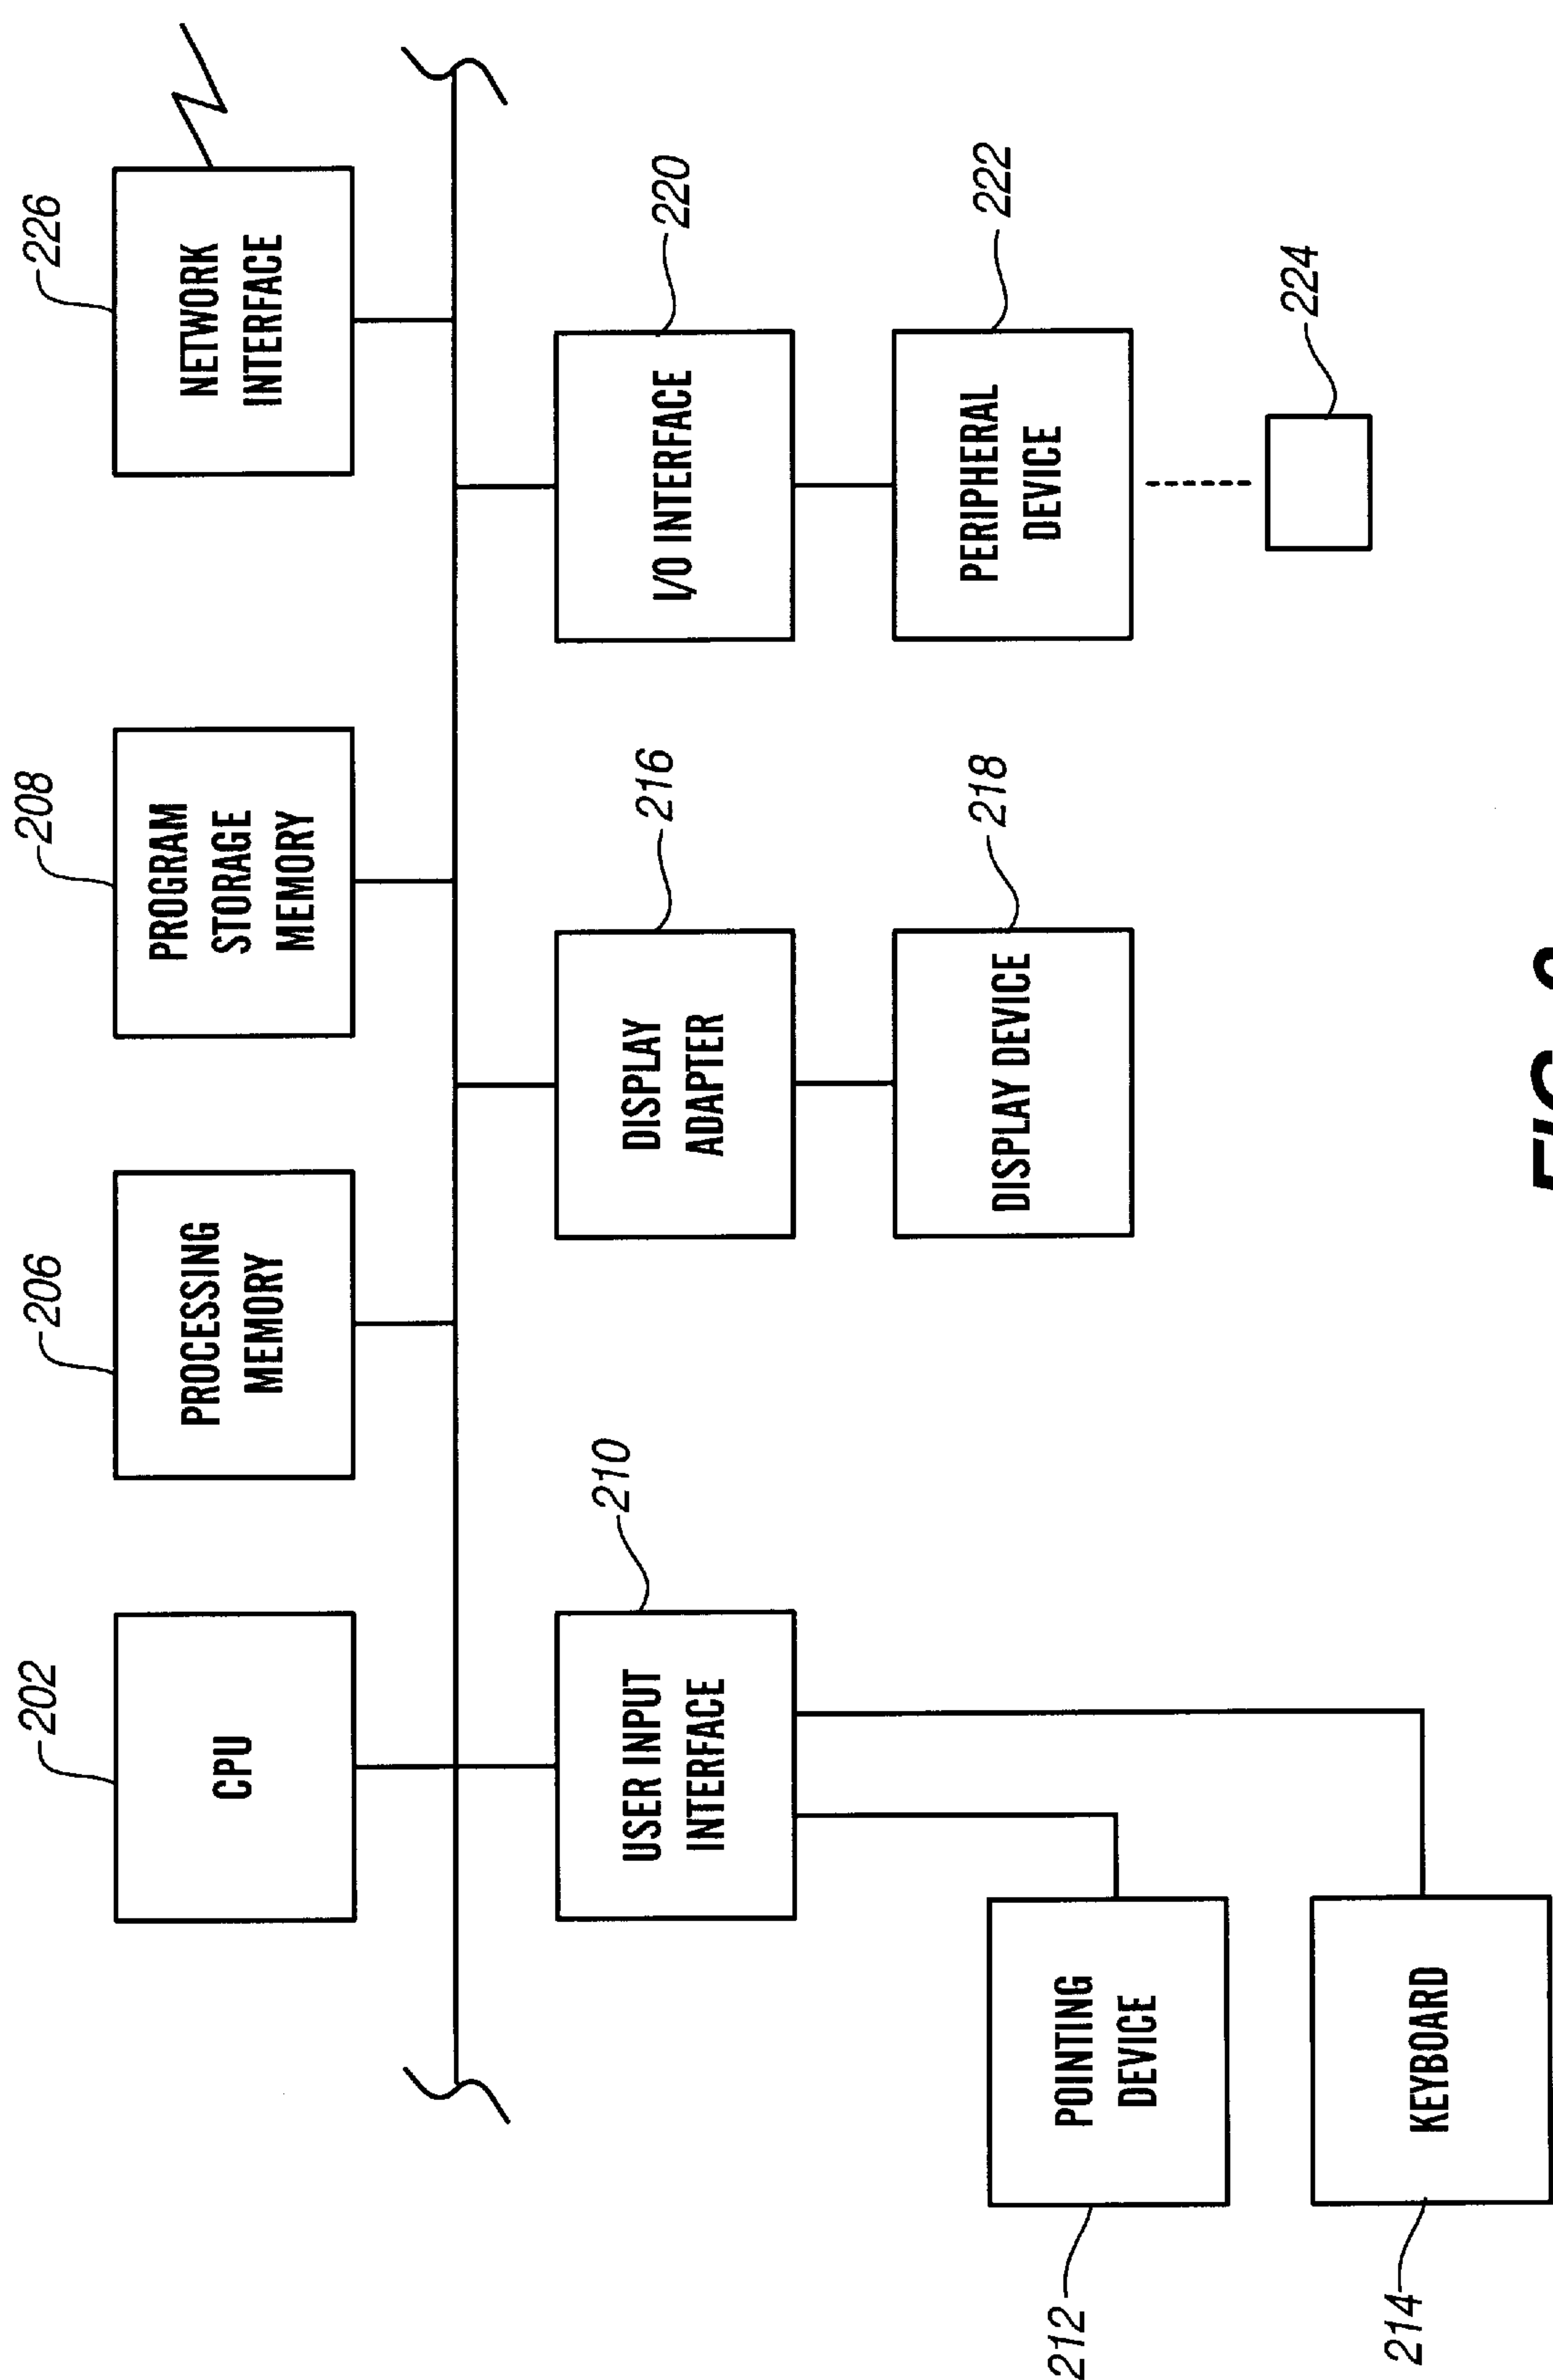 202
206
208
226
CPU
PROCESSING
MEMORY
PROGRAM
STORAGE
MEMORY
NETWORK
INTERFACE
210
216
220
USER INPUT
INTERFACE
DISPLAY
ADAPTER
I/O INTERFACE
218
222
DISPLAY DEVICE
PERIPHERAL
DEVICE
212
POINTING
DEVICE
224
214
KEYBOARD
FIG